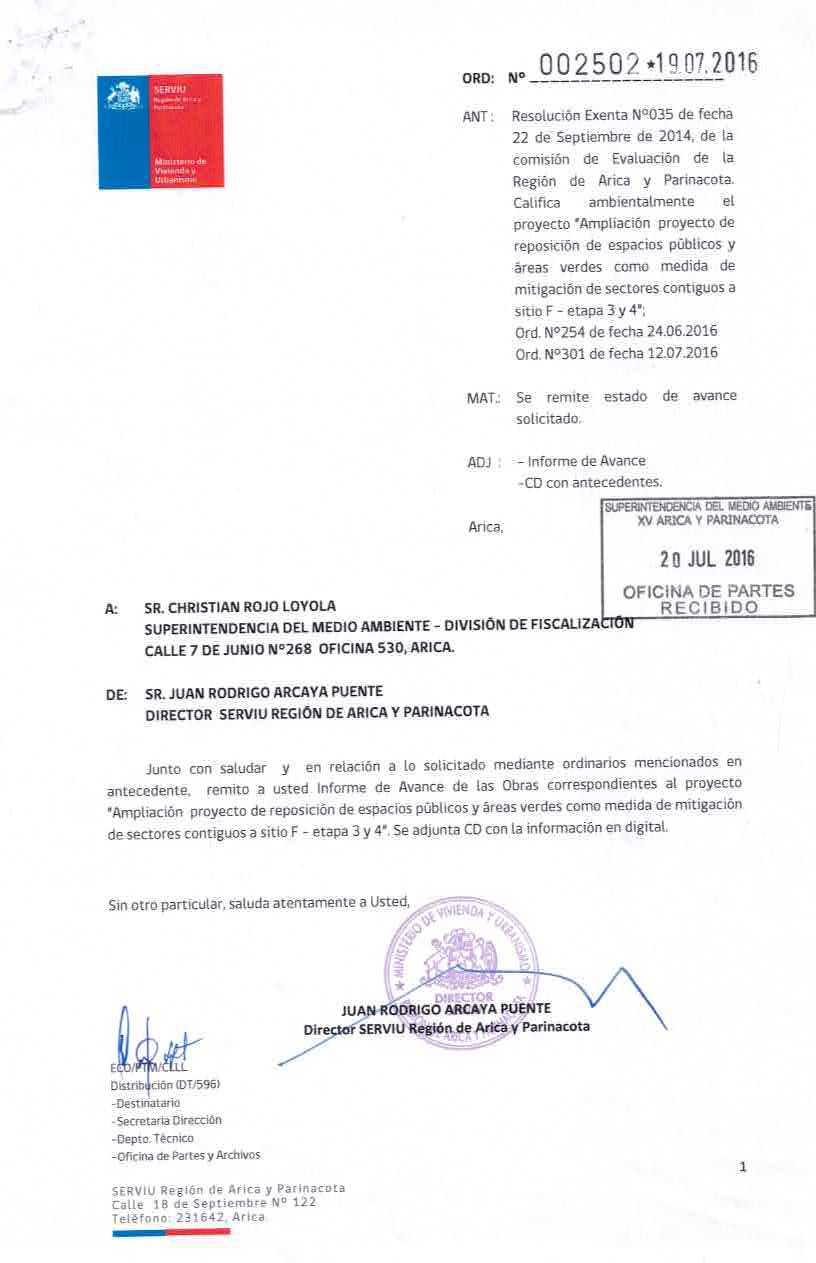 SERVIU
Región de Arica y
Parinacota
Ministerio de
Vivienda y
Urbanismo
ORD: Nº 002502 *19.07.2016
ANT : Resolución Exenta Nº035 de fecha
22 de Septiembre de 2014, de la
comisión de Evaluación de la
Región de Arica y Parinacota.
Califica ambientalmente el
proyecto "Ampliación proyecto de
reposición de espacios públicos y
áreas verdes como medida de
mitigación de sectores contiguos a
sitio F – etapa 3 y 4";
Ord. Nº254 de fecha 24.06.2016
Ord. Nº301 de fecha 12.07.2016
MAT.: Se remite estado de avance
solicitado.
ADJ : – Informe de Avance
-CD con antecedentes.
Arica,
SUPERINTENDENCIA DEL MEDIO AMBIENTE
XV ARICA Y PARINACOTA
20 JUL 2016
OFICINA DE PARTES
RECIBIDO
A: SR. CHRISTIAN ROJO LOYOLA
SUPERINTENDENCIA DEL MEDIO AMBIENTE – DIVISIÓN DE FISCALIZACIÓN
CALLE 7 DE JUNIO Nº268 OFICINA 530, ARICA.
DE: SR. JUAN RODRIGO ARCAYA PUENTE
DIRECTOR SERVIU REGIÓN DE ARICA Y PARINACOTA
Junto con saludar y en relación a lo solicitado mediante ordinarios mencionados en
antecedente, remito a usted Informe de Avance de las Obras correspondientes al proyecto
"Ampliación proyecto de reposición de espacios públicos y áreas verdes como medida de mitigación
de sectores contiguos a sitio F – etapa 3 y 4". Se adjunta CD con la información en digital.
Sin otro particular, saluda atentamente a Usted,
MINISTERIO DE VIVIENDA Y URBANISMO
DIRECTOR
ARICA Y PARINACOTA
JUAN RODRIGO ARCAYA PUENTE
Director SERVIU Región de Arica y Parinacota
ECO/PTM/CLLL
Distribución (DT/596)
-Destinatario
-Secretaria Dirección
-Depto. Técnico
-Oficina de Partes y Archivos
1
SERVIU Región de Arica y Parinacota
Calle 18 de Septiembre Nº 122
Teléfono: 231642, Arica.